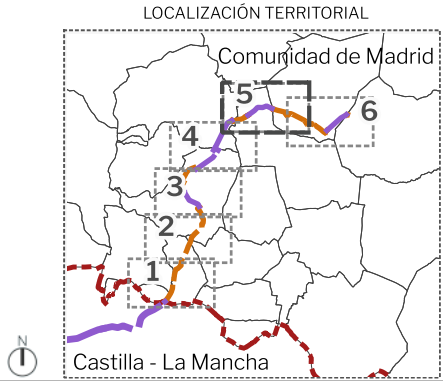 LOCALIZACIÓN TERRITORIAL
Comunidad de Madrid
5
6
4
3
2
1
N
Castilla - La Mancha